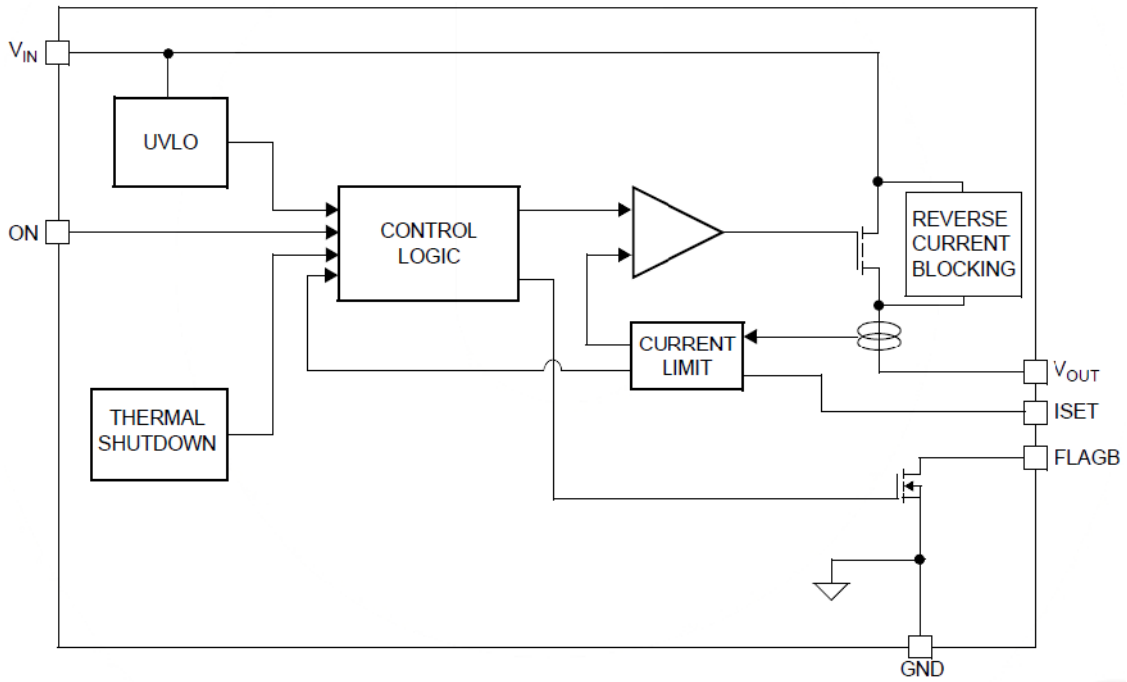 VIN
UVLO
ON
CONTROL
LOGIC
REVERSE
CURRENT
BLOCKING
CURRENT
LIMIT
VOUT
ISET
THERMAL
SHUTDOWN
FLAGB
GND